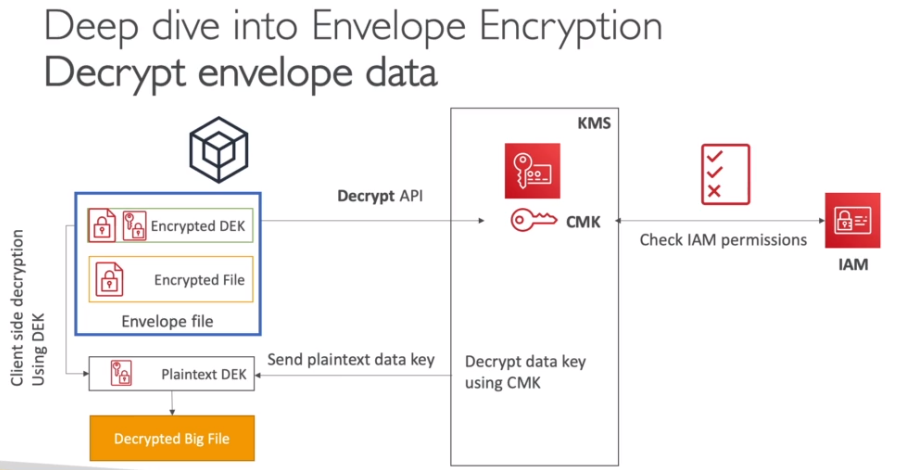 Deep dive into Envelope Encryption
Decrypt envelope data
KMS
Decrypt API
CMK
Check IAM permissions
IAM
Encrypted DEK
Encrypted File
Envelope file
Client side decryption
Using DEK
Send plaintext data key
Decrypt data key
using CMK
Plaintext DEK
Decrypted Big File